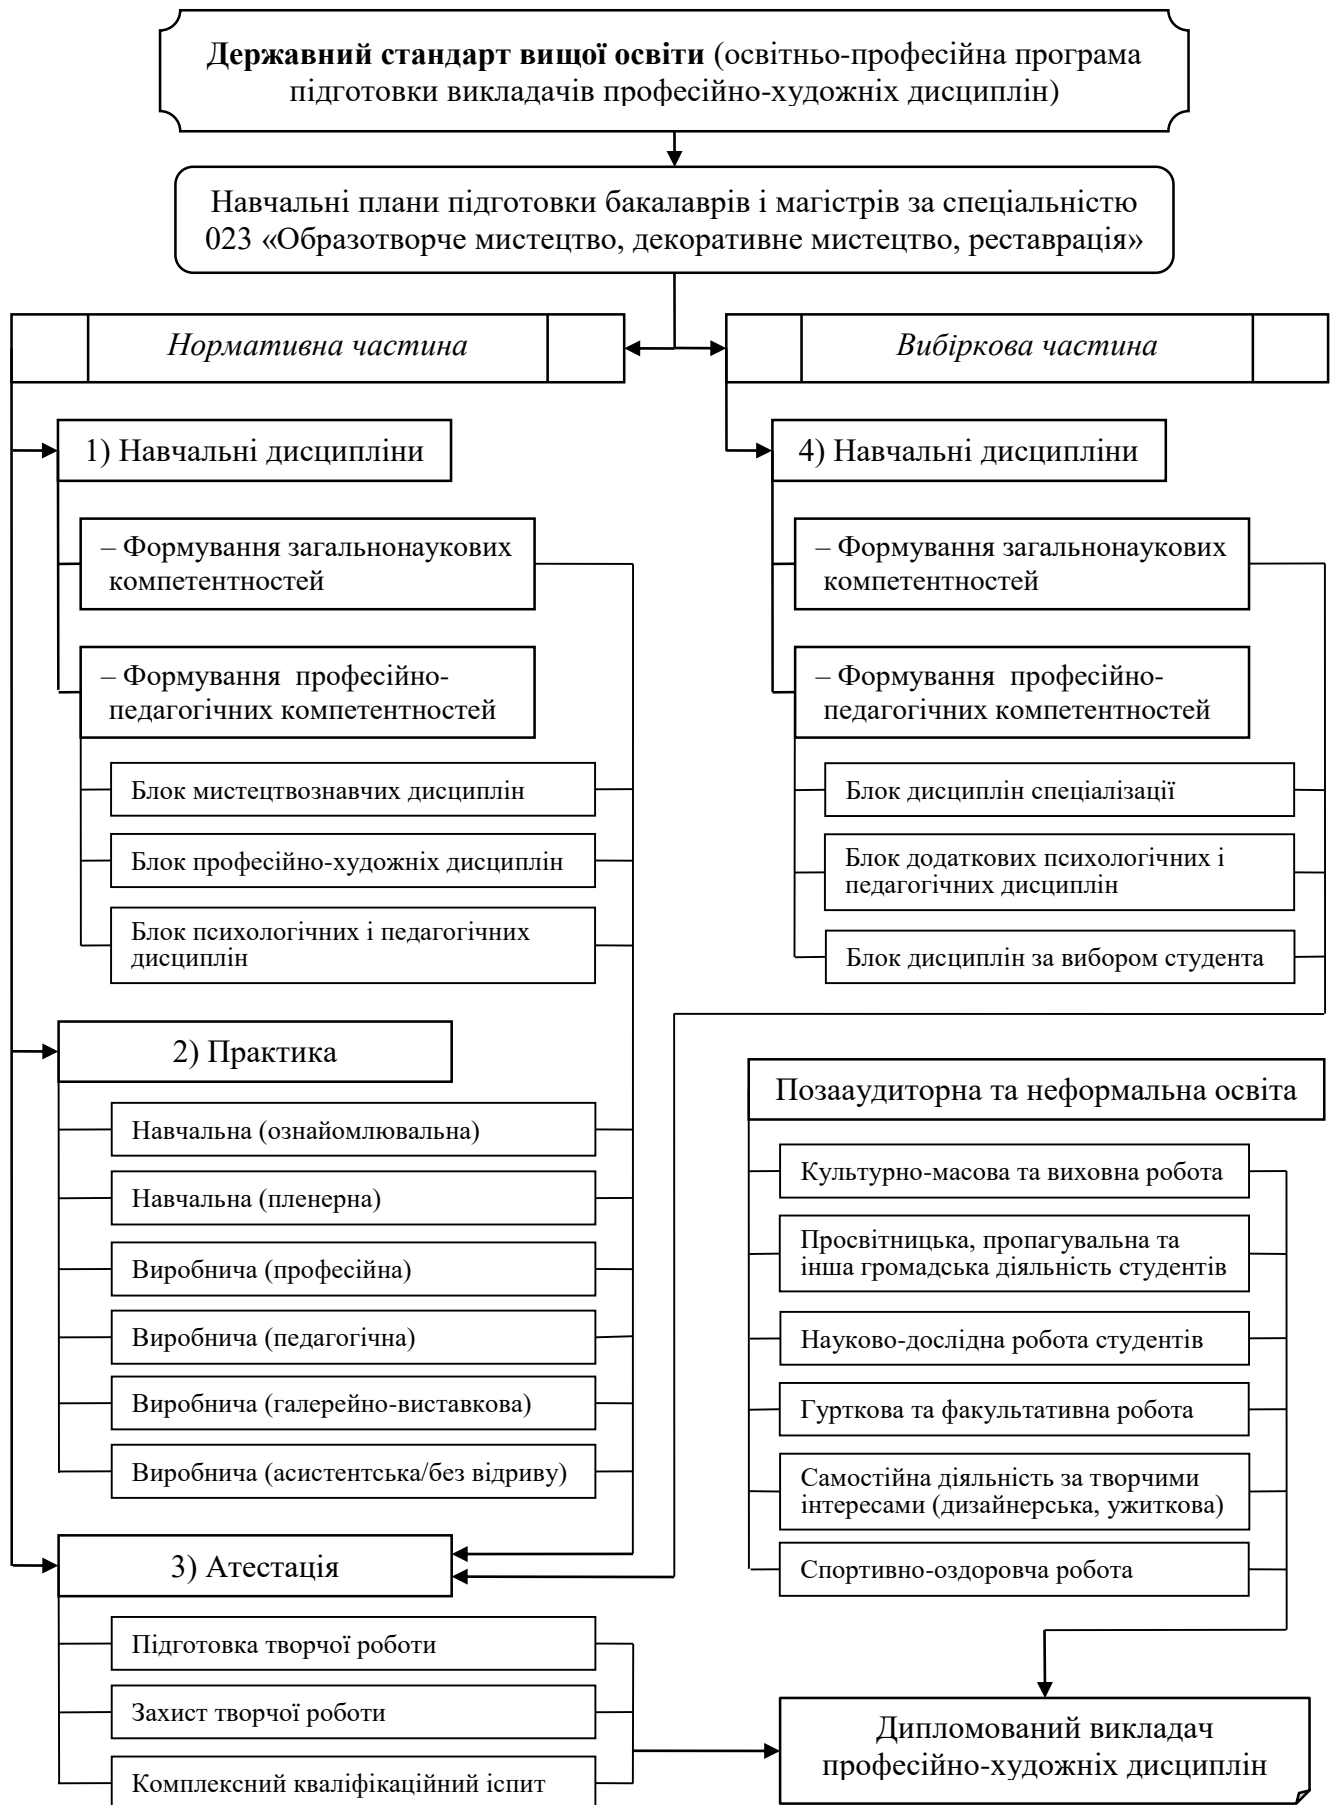 Державний стандарт вищої освіти (освітньо-професійна програма
підготовки викладачів професійно-художніх дисциплін)
Навчальні плани підготовки бакалаврів і магістрів за спеціальністю
023 «Образотворче мистецтво, декоративне мистецтво, реставрація»
Нормативна частина
1) Навчальні дисципліни
– Формування загальнонаукових
компетентностей
– Формування професійно-
педагогічних компетентностей
Блок мистецтвознавчих дисциплін
Блок професійно-художніх дисциплін
Блок психологічних і педагогічних
дисциплін
2) Практика
Навчальна (ознайомлювальна)
Навчальна (пленерна)
Виробнича (професійна)
Виробнича (педагогічна)
Виробнича (галерейно-виставкова)
Виробнича (асистентська/без відриву)
3) Атестація
Підготовка творчої роботи
Захист творчої роботи
Комплексний кваліфікаційний іспит
Вибіркова частина
4) Навчальні дисципліни
– Формування загальнонаукових
компетентностей
– Формування професійно-
педагогічних компетентностей
Блок дисциплін спеціалізації
Блок додаткових психологічних і
педагогічних дисциплін
Блок дисциплін за вибором студента
Позааудиторна та неформальна освіта
Культурно-масова та виховна робота
Просвітницька, пропагувальна та
інша громадська діяльність студентів
Науково-дослідна робота студентів
Гурткова та факультативна робота
Самостійна діяльність за творчими
інтересами (дизайнерська, ужиткова)
Спортивно-оздоровча робота
Дипломований викладач
професійно-художніх дисциплін